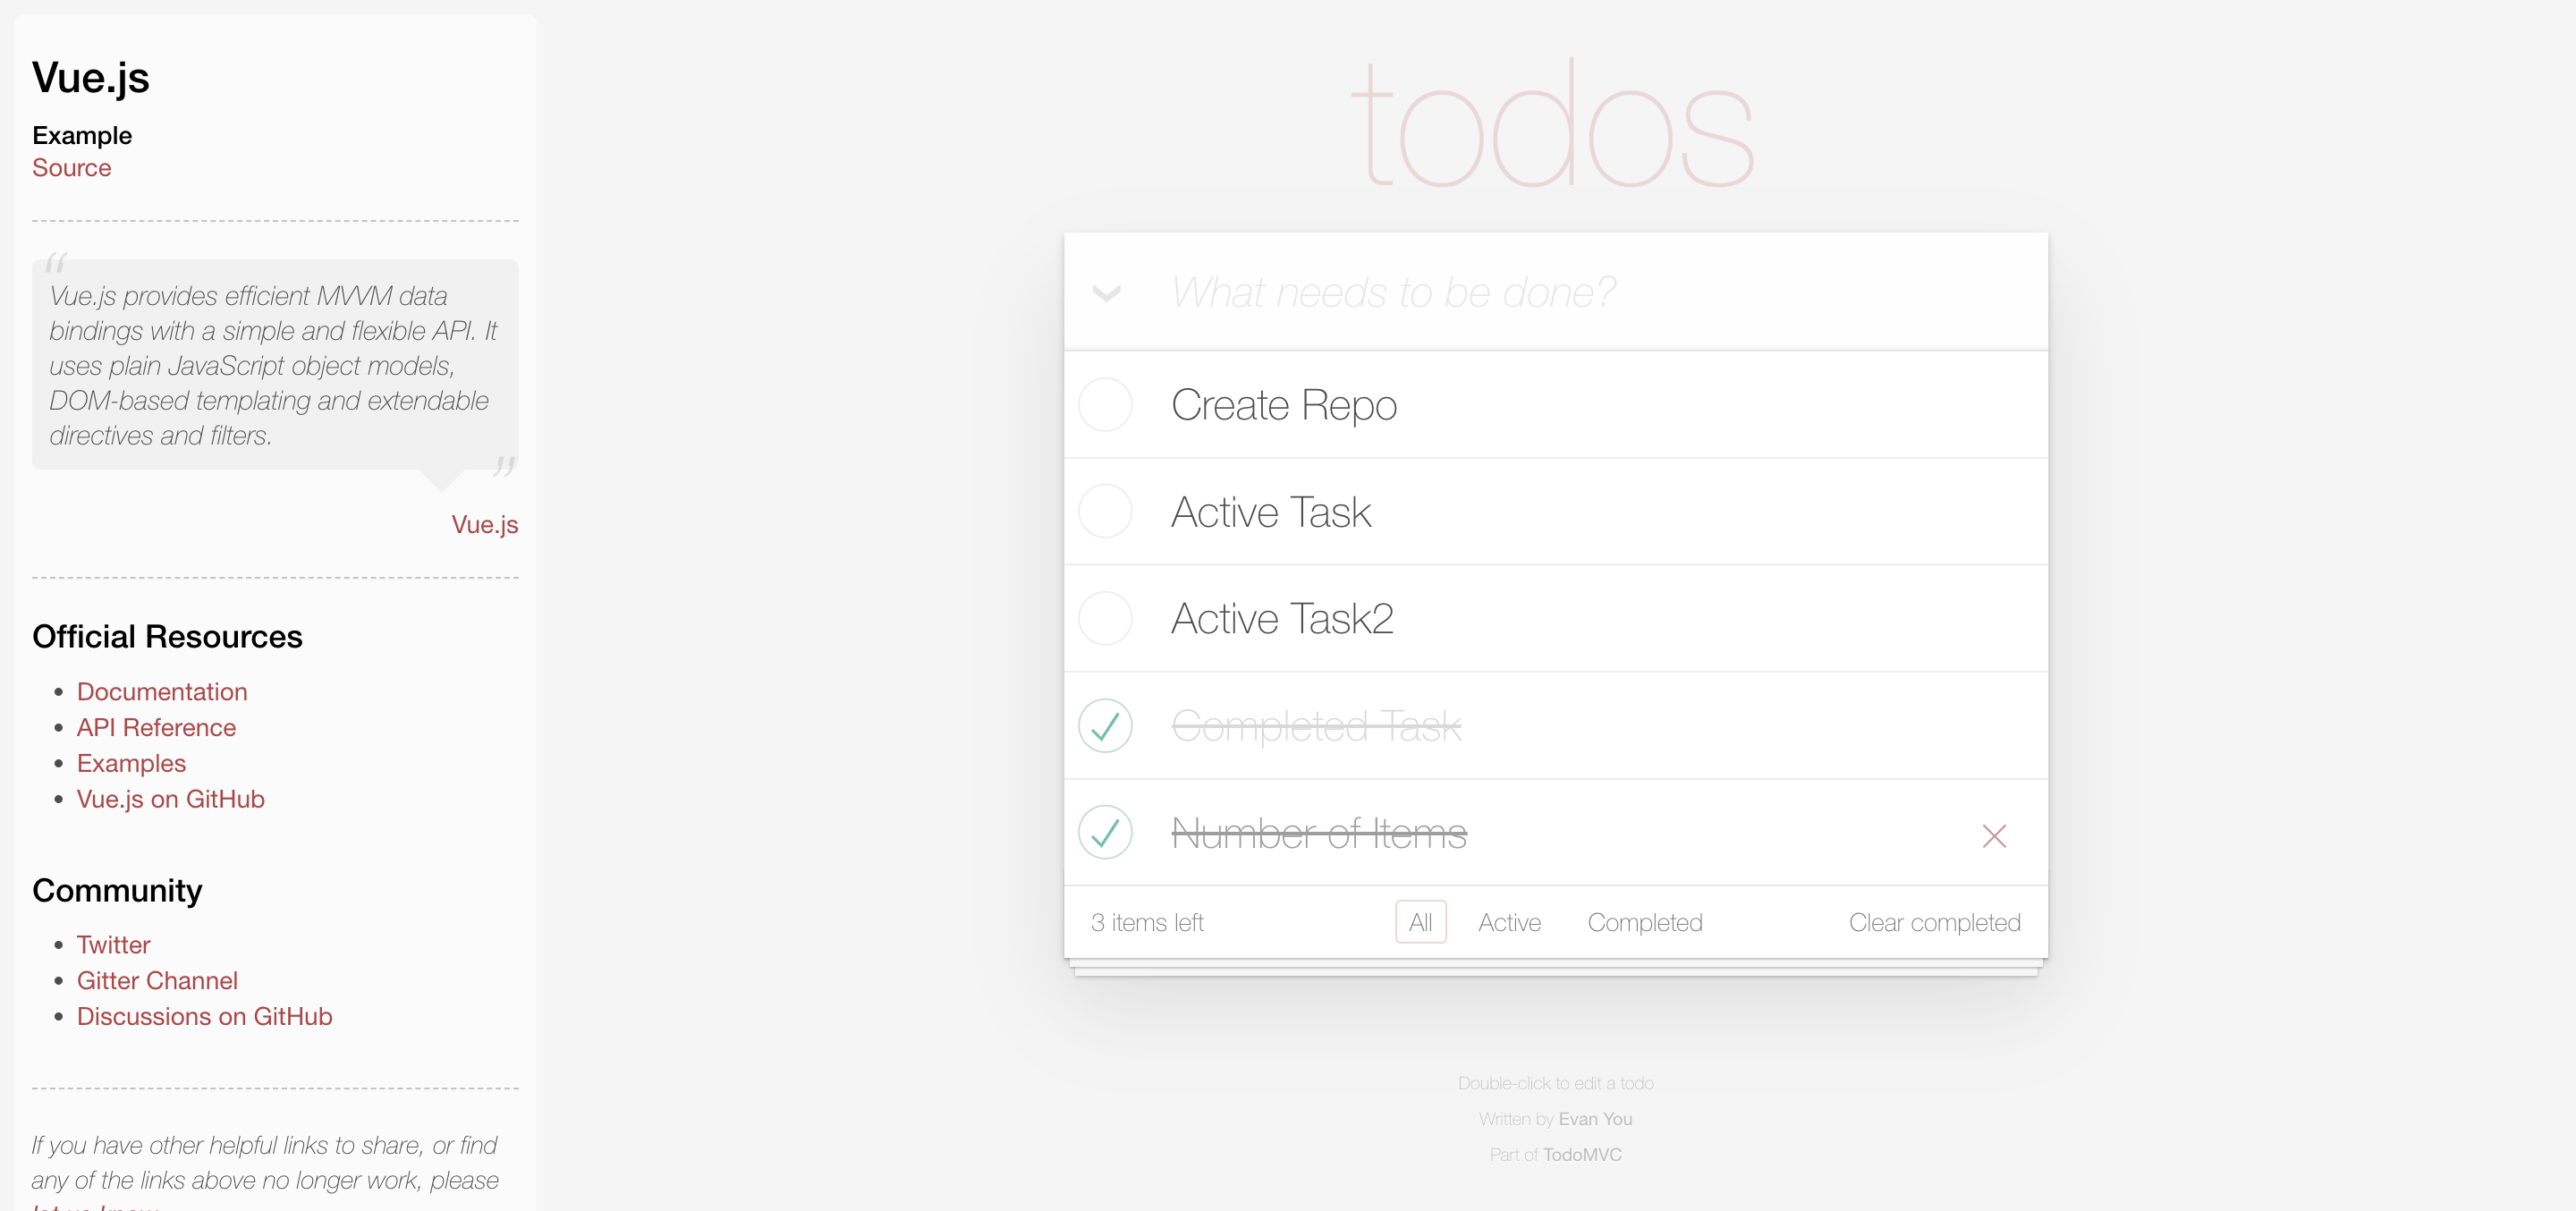 Vue.js
Example
Source
“
Vue.js provides efficient MVVM data
bindings with a simple and flexible API. It
uses plain JavaScript object models,
DOM-based templating and extendable
directives and filters.
”
Vue.js
Official Resources
• Documentation
• API Reference
• Examples
• Vue.js on GitHub
Community
• Twitter
• Gitter Channel
• Discussions on GitHub
If you have other helpful links to share, or find
any of the links above no longer work, please
let us know
todos
What needs to be done?
Create Repo
Active Task
Active Task2
Completed Task
Number of Items
3 items left All Active Completed Clear completed
Double-click to edit a todo
Written by Evan You
Part of TodoMVC